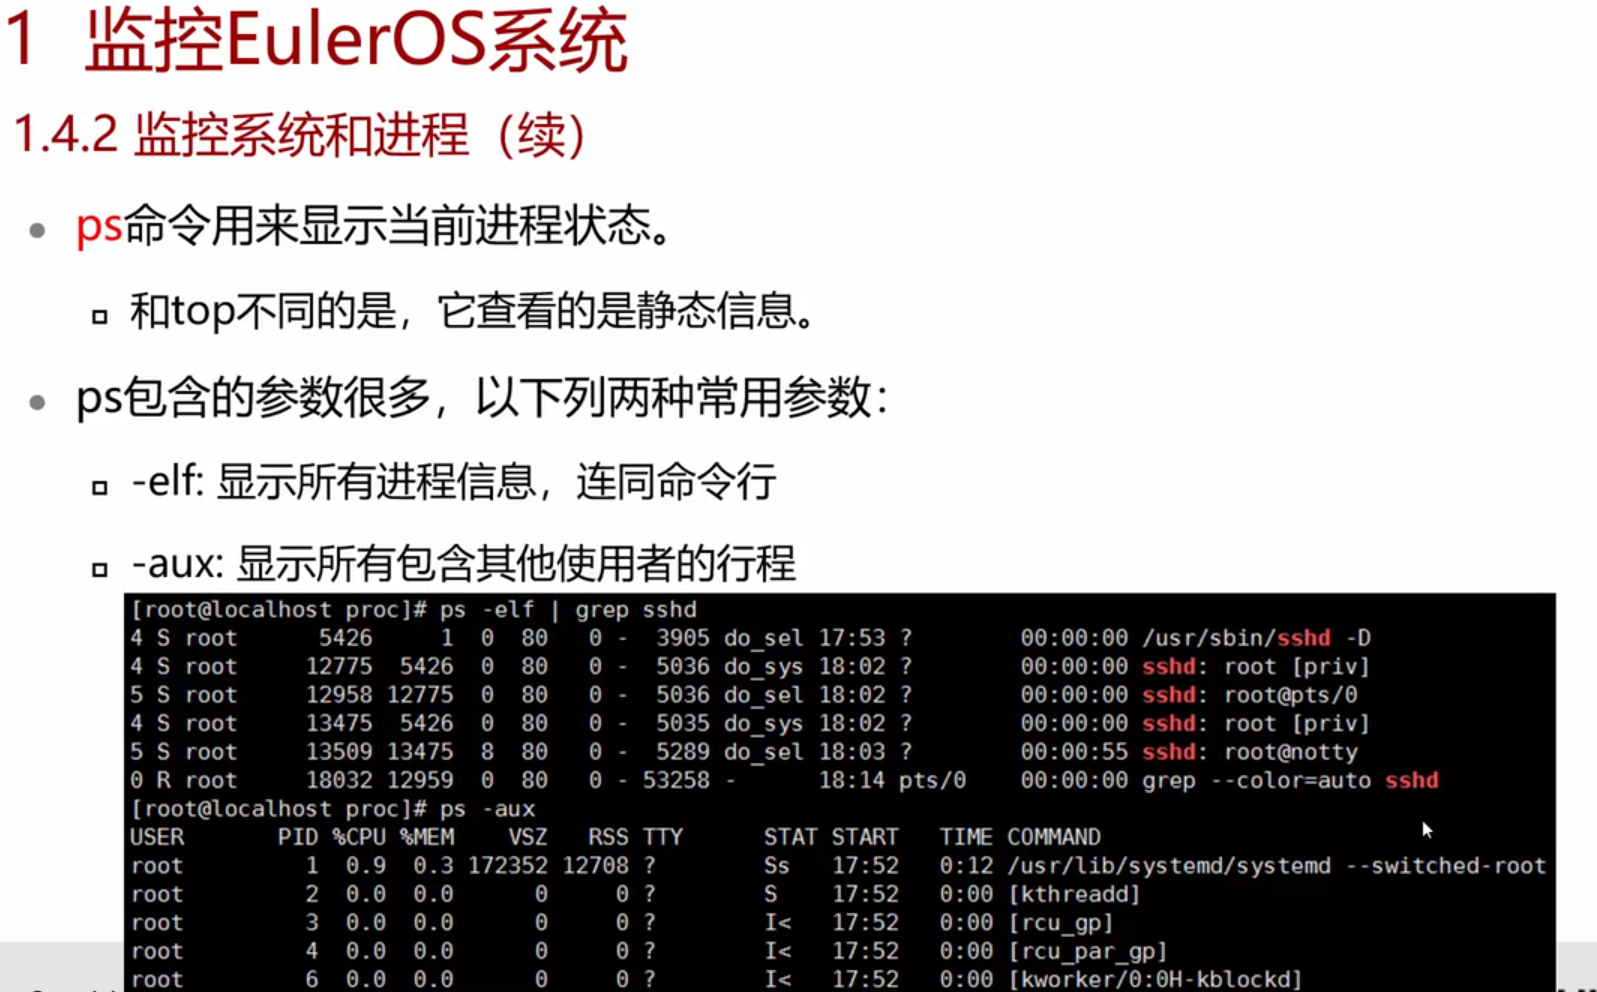 1 监控EulerOS系统
1.4.2 监控系统和进程（续）
ps命令用来显示当前进程状态。
和top不同的是，它查看的是静态信息。
ps包含的参数很多，以下列两种常用参数：
-elf: 显示所有进程信息，连同命令行
-aux: 显示所有包含其他使用者的行程
[root@localhost proc]# ps -elf | grep sshd
4 S root 5426 1 0 80 0 - 3905 do_sel 17:53 ? 00:00:00 /usr/sbin/sshd -D
4 S root 12775 5426 0 80 0 - 5036 do_sys 18:02 ? 00:00:00 sshd: root [priv]
5 S root 12958 12775 0 80 0 - 5036 do_sel 18:02 ? 00:00:00 sshd: root@pts/0
4 S root 13475 5426 0 80 0 - 5035 do_sys 18:02 ? 00:00:00 sshd: root [priv]
5 S root 13509 13475 8 80 0 - 5289 do_sel 18:03 ? 00:00:55 sshd: root@notty
0 R root 18032 12959 0 80 0 - 53258 - 18:14 pts/0 00:00:00 grep --color=auto sshd
[root@localhost proc]# ps -aux
USER PID %CPU %MEM VSZ RSS TTY STAT START TIME COMMAND
root 1 0.9 0.3 172352 12708 ? Ss 17:52 0:12 /usr/lib/systemd/systemd --switched-root
root 2 0.0 0.0 0 0 ? S 17:52 0:00 [kthreadd]
root 3 0.0 0.0 0 0 ? I< 17:52 0:00 [rcu_gp]
root 4 0.0 0.0 0 0 ? I< 17:52 0:00 [rcu_par_gp]
root 6 0.0 0.0 0 0 ? I< 17:52 0:00 [kworker/0:0H-kblockd]